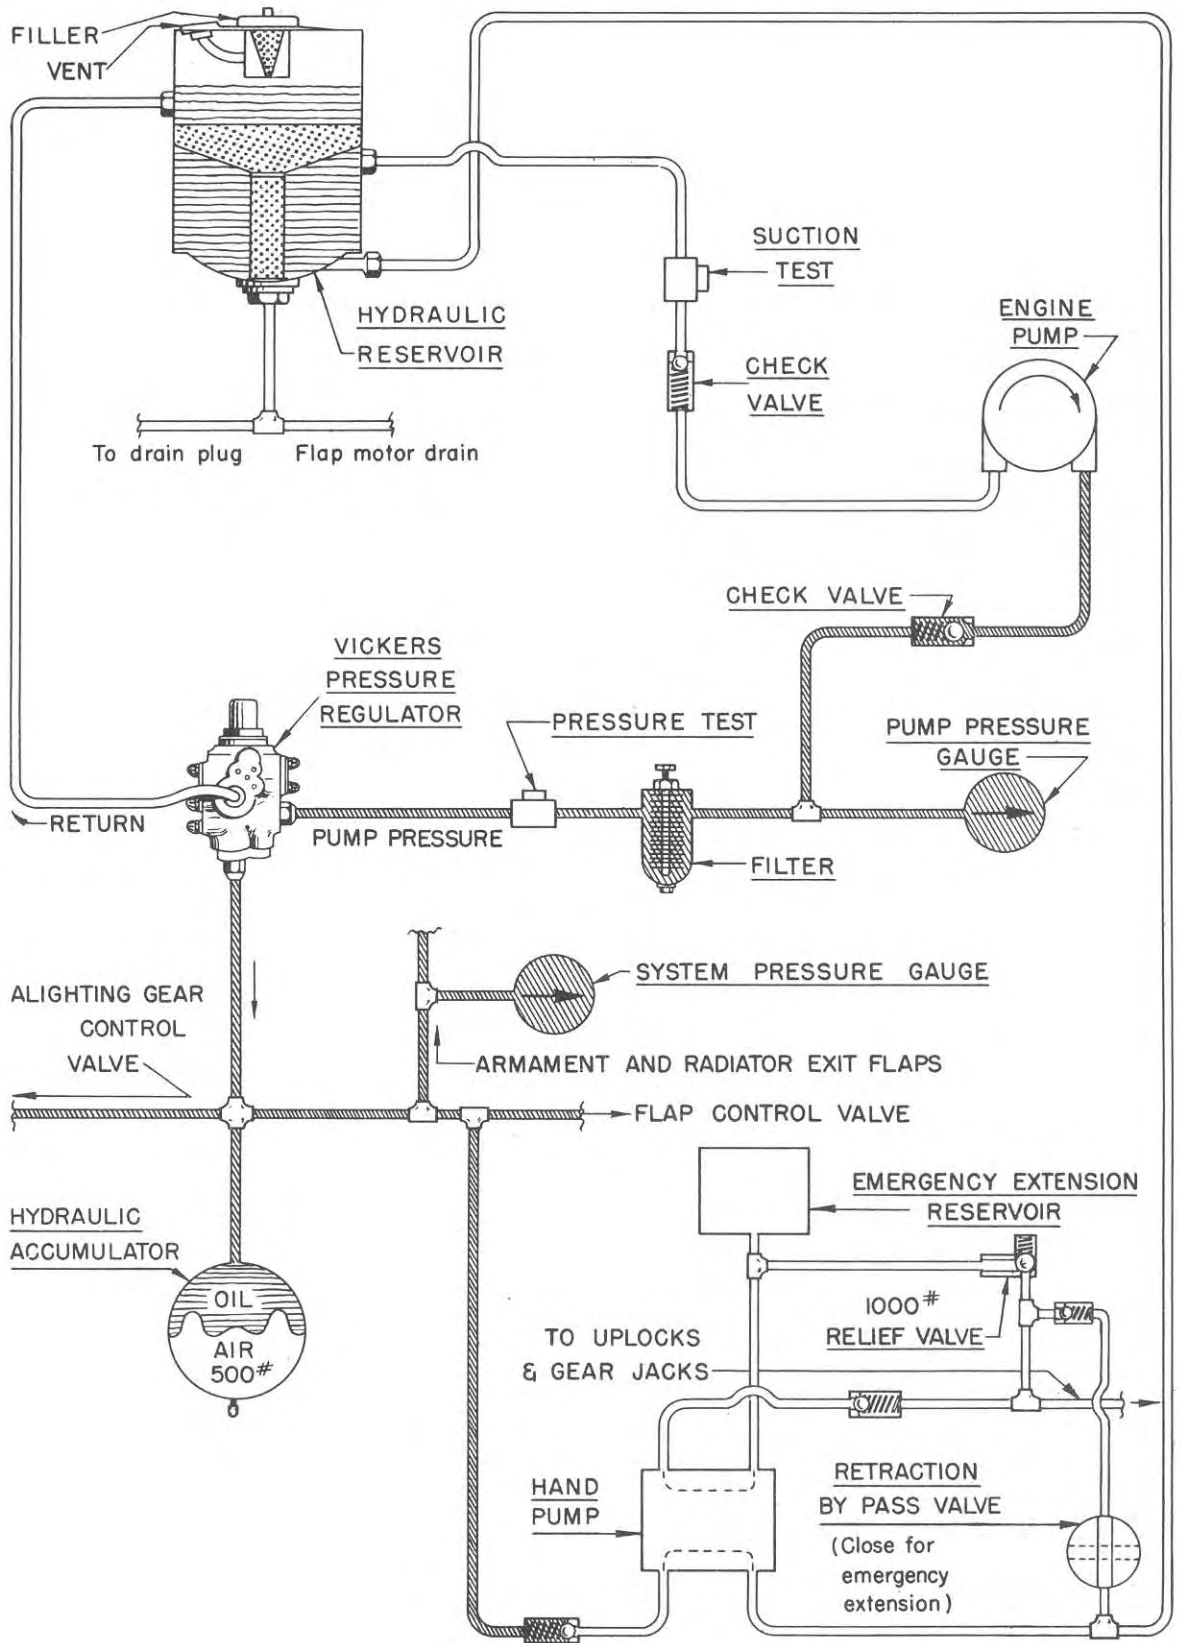 FILLER
VENT
HYDRAULIC
RESERVOIR
To drain plug
Flap motor drain
SUCTION
TEST
CHECK
VALVE
ENGINE
PUMP
CHECK VALVE
VICKERS
PRESSURE
REGULATOR
PRESSURE TEST
PUMP PRESSURE
GAUGE
RETURN
PUMP PRESSURE
FILTER
SYSTEM PRESSURE GAUGE
ALIGHTING GEAR
CONTROL
VALVE
ARMAMENT AND RADIATOR EXIT FLAPS
FLAP CONTROL VALVE
HYDRAULIC
ACCUMULATOR
OIL
AIR
500#
EMERGENCY EXTENSION
RESERVOIR
1000#
RELIEF VALVE
TO UPLOCKS
& GEAR JACKS
HAND
PUMP
RETRACTION
BY PASS VALVE
(Close for
emergency
extension)